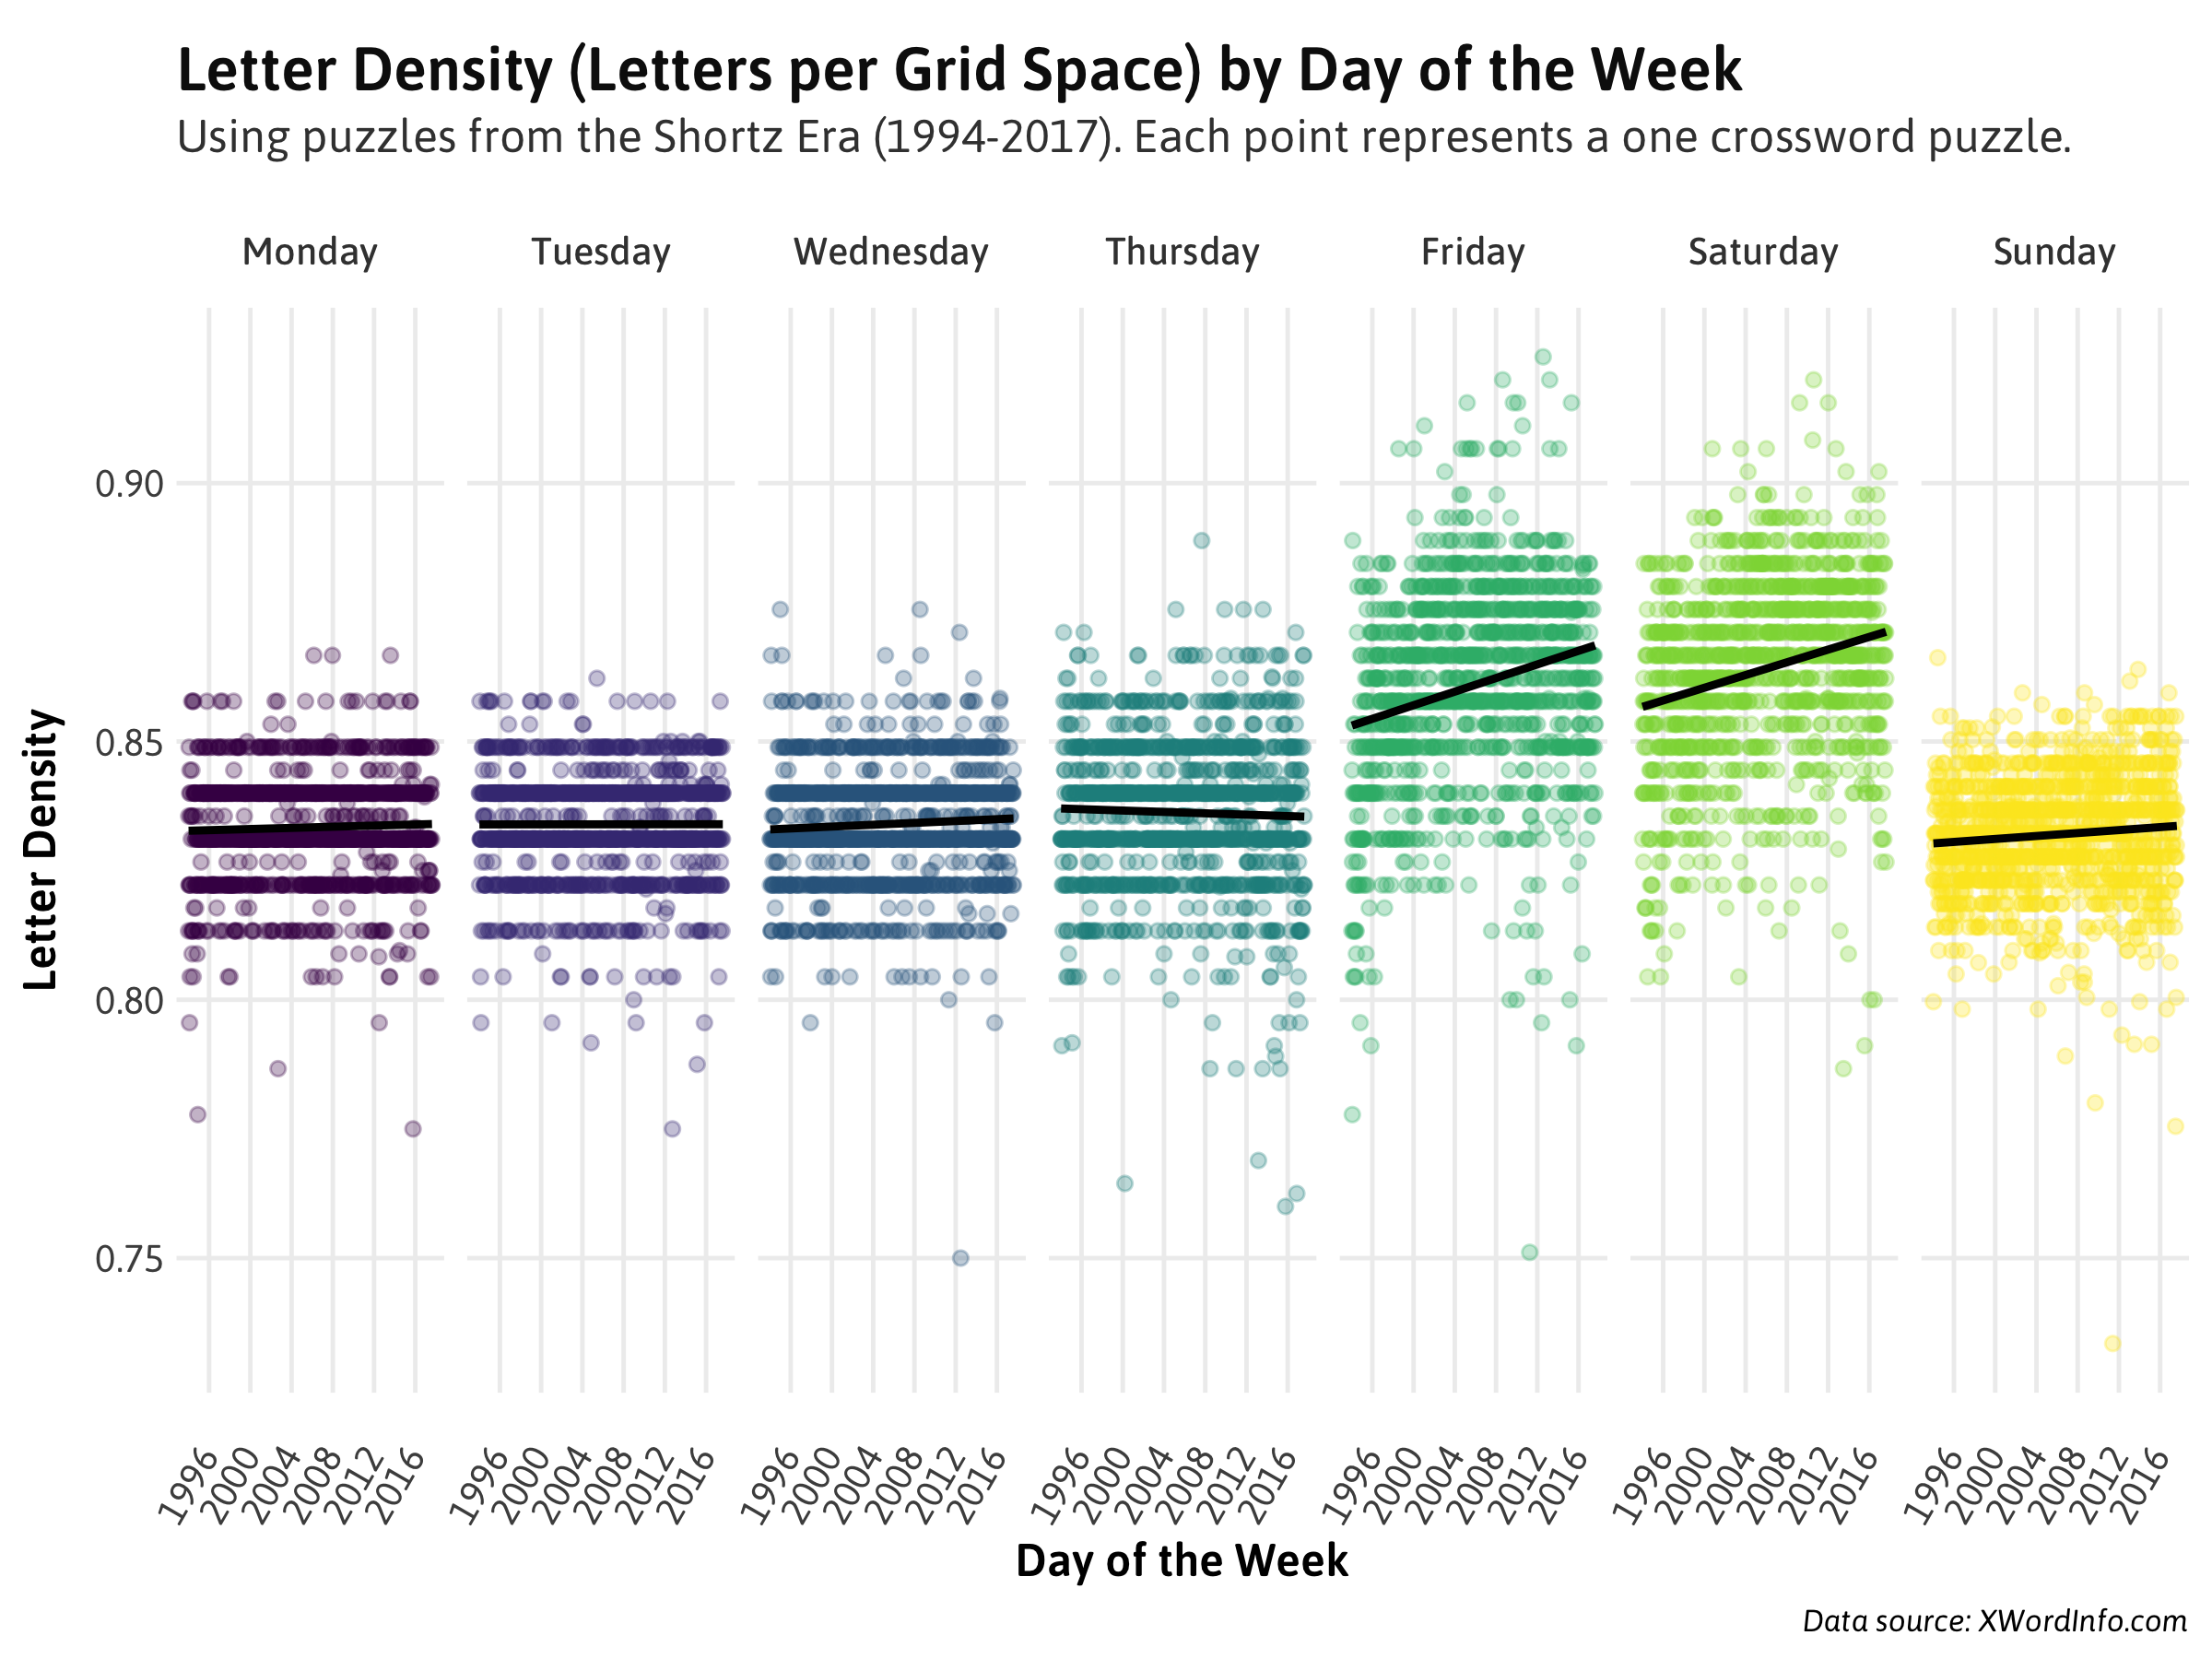 Letter Density (Letters per Grid Space) by Day of the Week
Using puzzles from the Shortz Era (1994-2017). Each point represents a one crossword puzzle.
Monday Tuesday Wednesday Thursday Friday Saturday Sunday
Letter Density
0.90
0.85
0.80
0.75
1996 2000 2004 2008 2012 2016 1996 2000 2004 2008 2012 2016 1996 2000 2004 2008 2012 2016 1996 2000 2004 2008 2012 2016 1996 2000 2004 2008 2012 2016 1996 2000 2004 2008 2012 2016 1996 2000 2004 2008 2012 2016
Day of the Week
Data source: XWordInfo.com